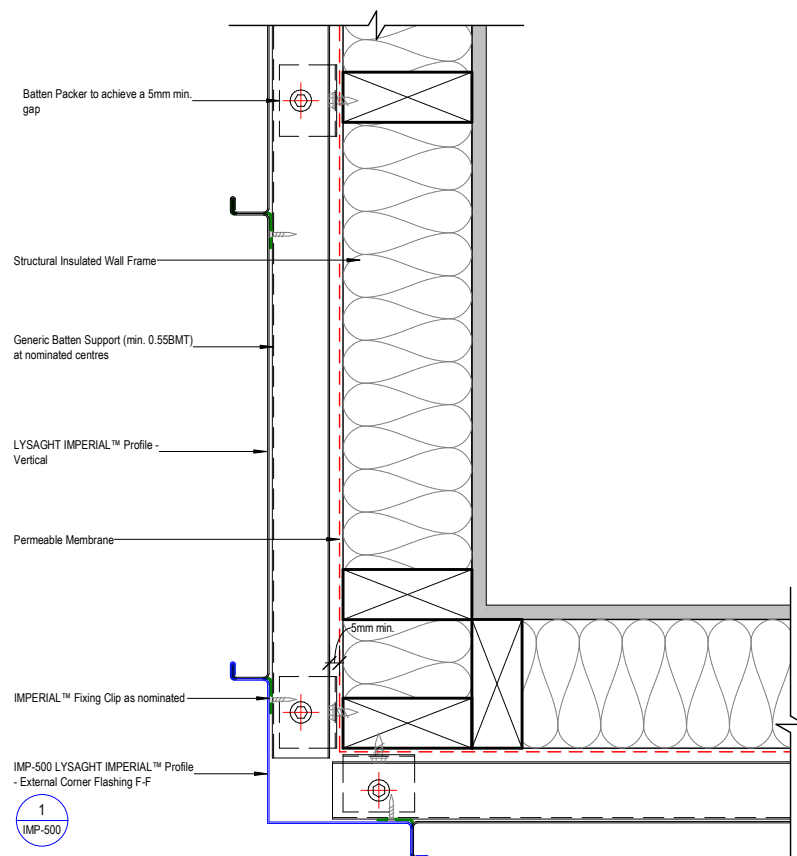 Batten Packer to achieve a 5mm min.
gap
Structural Insulated Wall Frame
Generic Batten Support (min. 0.55BMT)
at nominated centres
LYSAGHT IMPERIAL™ Profile -
Vertical
Permeable Membrane
5mm min.
IMPERIAL™ Fixing Clip as nominated
IMP-500 LYSAGHT IMPERIAL™ Profile
- External Corner Flashing F-F
1
IMP-500